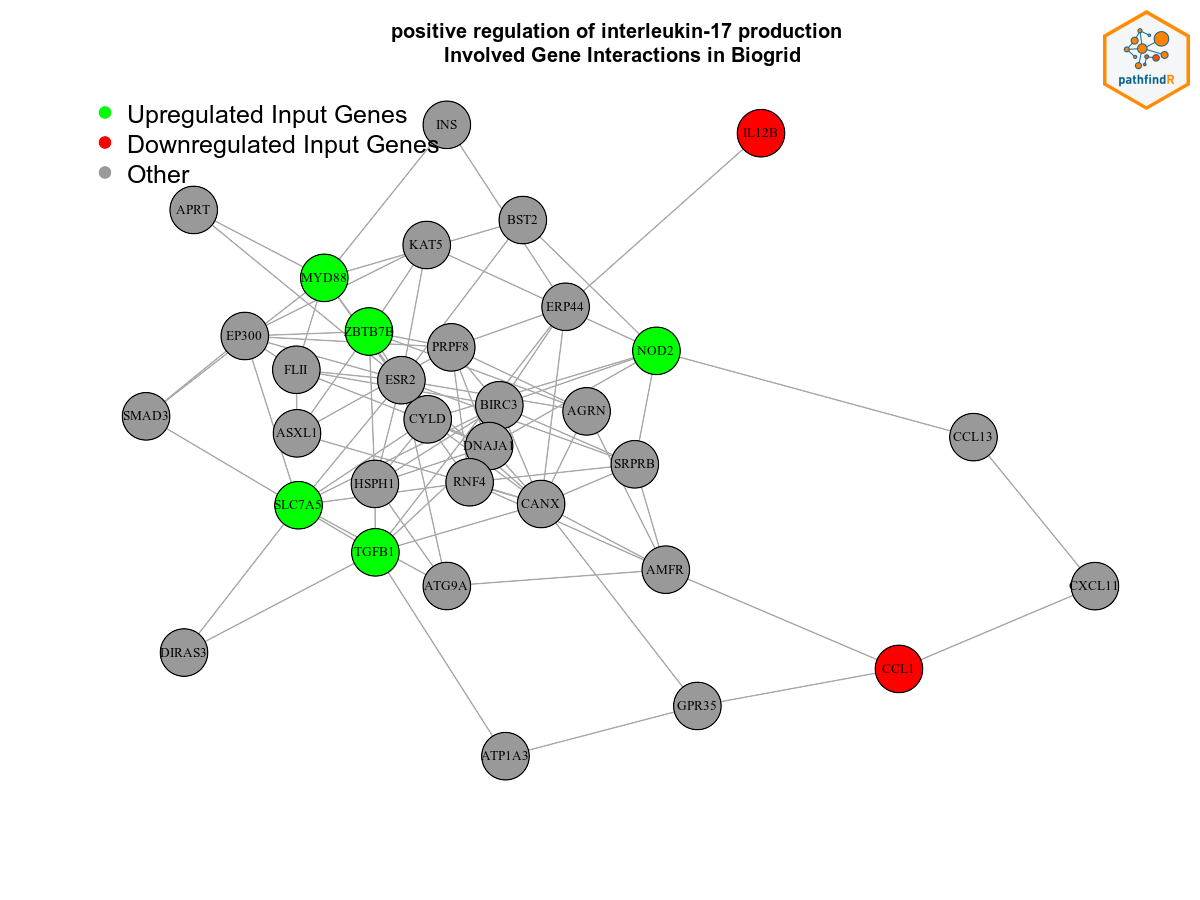 positive regulation of interleukin-17 production
Involved Gene Interactions in Biogrid
pathfindR
Upregulated Input Genes
Downregulated Input Genes
Other
INS
IL12B
APRT
BST2
KAT5
MYD88
ERP44
EP300
ZBTB7B
PRPF8
NOD2
FLII
ESR2
SMAD3
BIRC3
AGRN
CYLD
ASXL1
DNAJA1
CCL13
SRPRB
HSPH1
RNF4
SLC7A5
CANX
TGFB1
AMFR
ATG9A
CXCL11
DIRAS3
CCL1
GPR35
ATP1A3